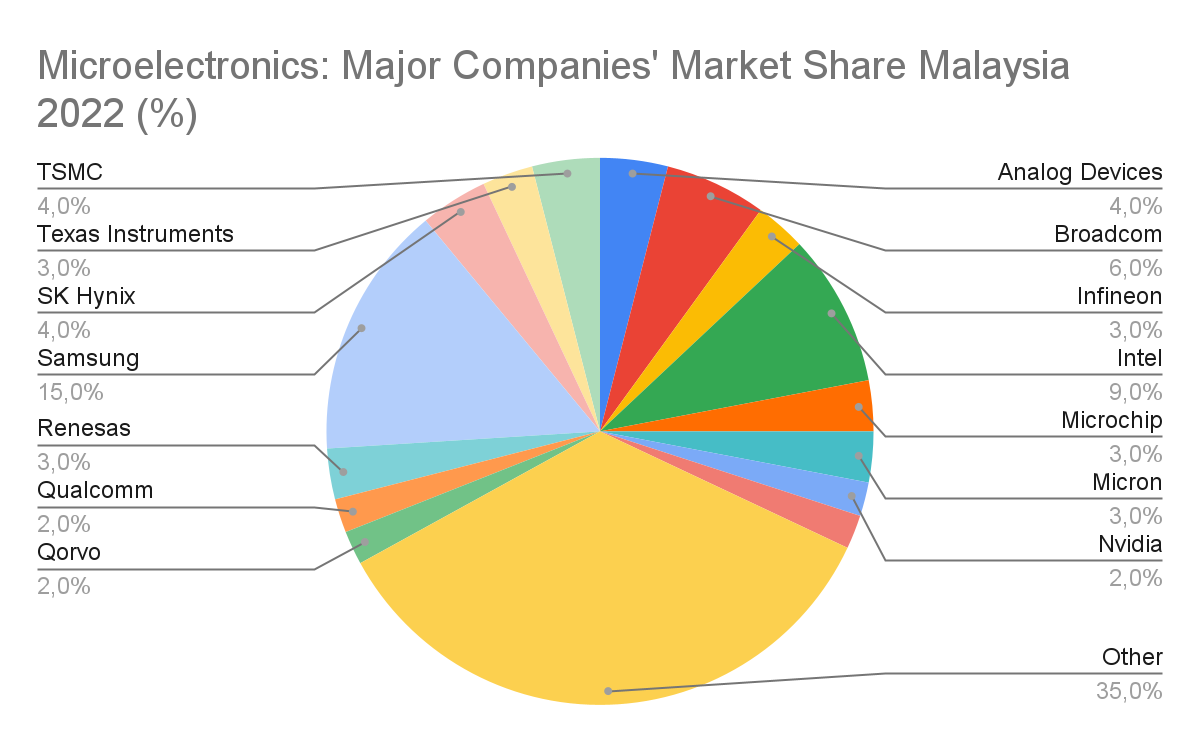 Microelectronics: Major Companies' Market Share Malaysia
2022 (%)
TSMC
4,0%
Texas Instruments
3,0%
SK Hynix
4,0%
Samsung
15,0%
Renesas
3,0%
Qualcomm
2,0%
Qorvo
2,0%
Analog Devices
4,0%
Broadcom
6,0%
Infineon
3,0%
Intel
9,0%
Microchip
3,0%
Micron
3,0%
Nvidia
2,0%
Other
35,0%